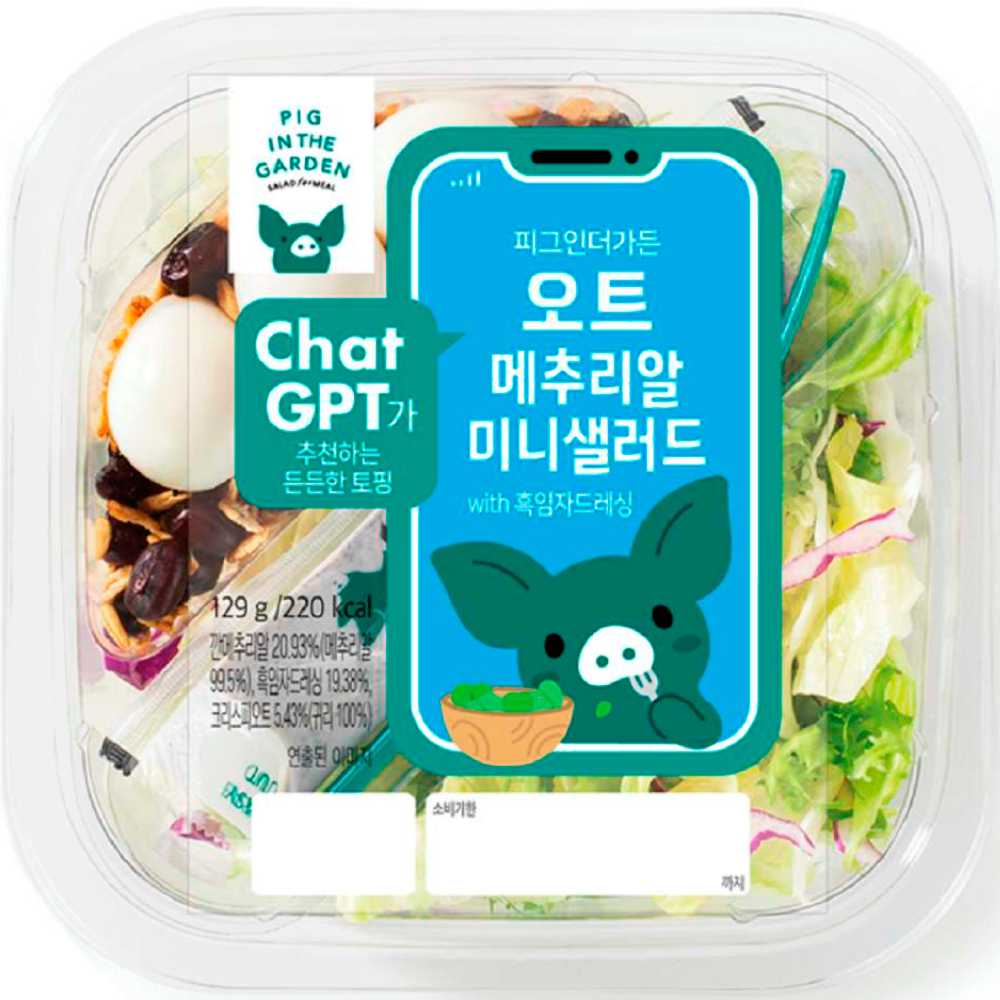 PIG
IN THE
GARDEN
SALAD for MEAL
피그인더가든
오트
메추리알
미니샐러드
with 흑임자드레싱
Chat
GPT가
추천하는
든든한 토핑
129 g /220 kcal
깐메추리알 20.93%(메추리알
99.5%), 흑임자드레싱 19.38%,
크리스피오트 5.43%(귀리 100%)
연출된 이미지
소비기한
까지